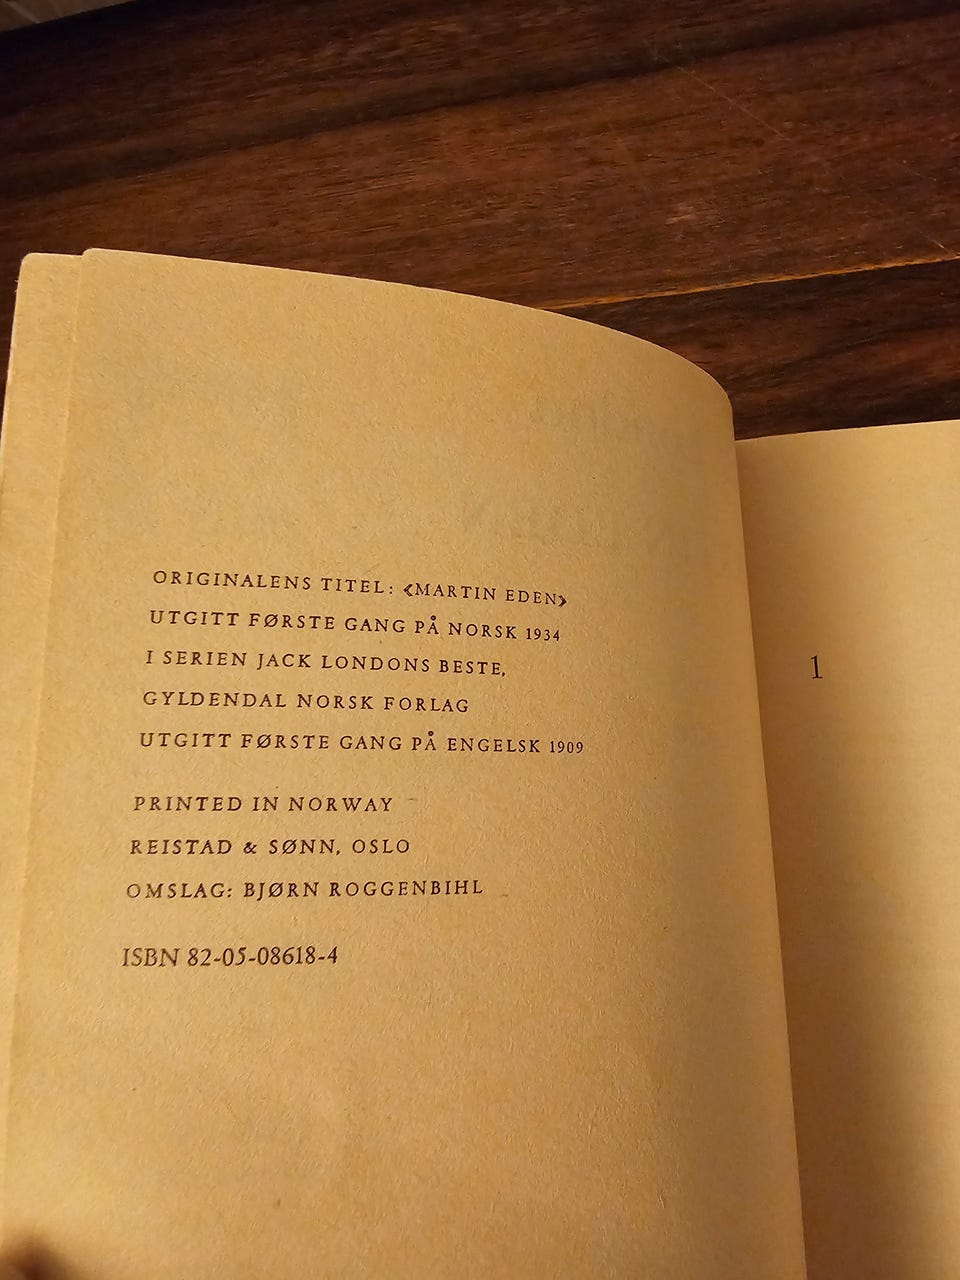 ORIGINALENS TITEL: «MARTIN EDEN»
UTGITT FØRSTE GANG PÅ NORSK 1934
I SERIEN JACK LONDONS BESTE,
GYLDENDAL NORSK FORLAG
UTGITT FØRSTE GANG PÅ ENGELSK 1909
PRINTED IN NORWAY
REISTAD & SØNN, OSLO
OMSLAG: BJØRN ROGGENBIHL
ISBN 82-05-08618-4
1